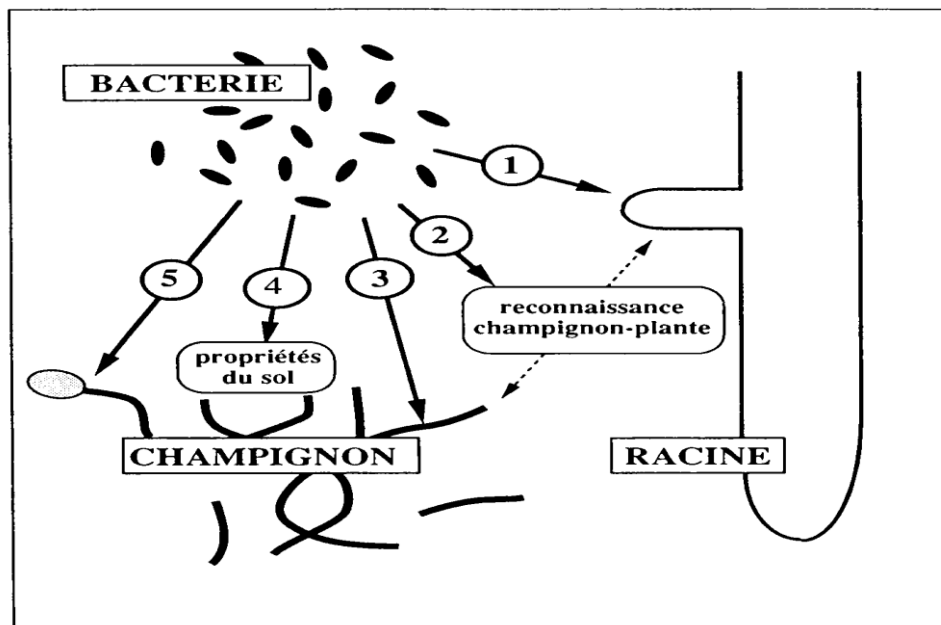 BACTERIE
1
2
3
4
5
reconnaissance
champignon-plante
propriétés
du sol
CHAMPIGNON
RACINE